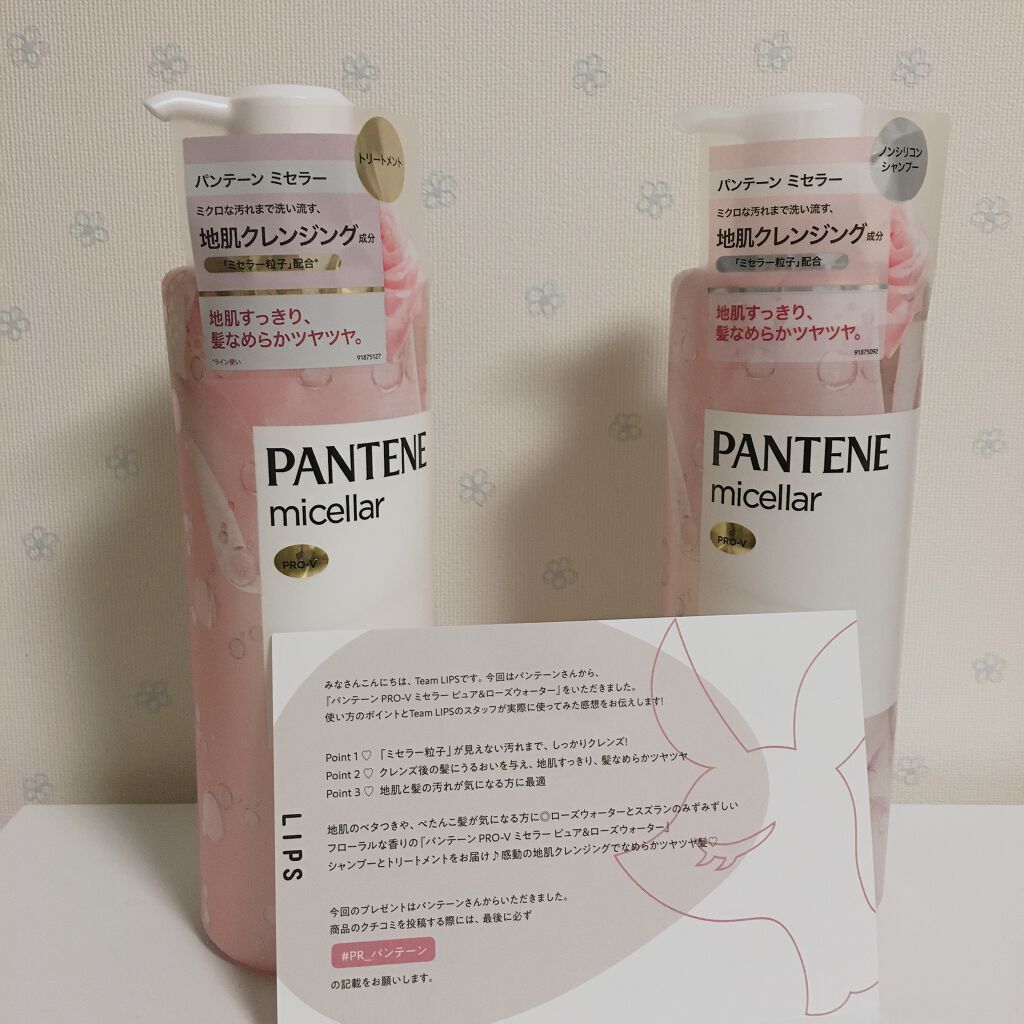 トリートメント
パンテーン ミセラー
ミクロな汚れまで洗い流す、
地肌クレンジング成分
「ミセラー粒子」配合*
地肌すっきり、
髪なめらかツヤツヤ。
*ライン使い
91875127
PANTENE
micellar
PRO-V
ノンシリコン
シャンプー
パンテーン ミセラー
ミクロな汚れまで洗い流す、
地肌クレンジング成分
「ミセラー粒子」配合
地肌すっきり、
髪なめらかツヤツヤ。
91875092
PANTENE
micellar
PRO-V
LIPS
みなさんこんにちは、Team LIPSです。今回はパンテーンさんから、
『パンテーン PRO-V ミセラー ピュア&ローズウォーター』をいただきました。
使い方のポイントとTeam LIPSのスタッフが実際に使ってみた感想をお伝えします!
Point 1 ♡ 「ミセラー粒子」が見えない汚れまで、しっかりクレンズ!
Point 2 ♡ クレンズ後の髪にうるおいを与え、地肌すっきり、髪なめらかツヤツヤ
Point 3 ♡ 地肌と髪の汚れが気になる方に最適
地肌のベタつきや、ぺたんこ髪が気になる方に◎ローズウォーターとスズランのみずみずしい
フローラルな香りの『パンテーン PRO-V ミセラー ピュア&ローズウォーター』
シャンプーとトリートメントをお届け♪感動の地肌クレンジングでなめらかツヤツヤ髪♡
今回のプレゼントはパンテーンさんからいただきました。
商品のクチコミを投稿する際には、最後に必ず
#PR_パンテーン
の記載をお願いします。